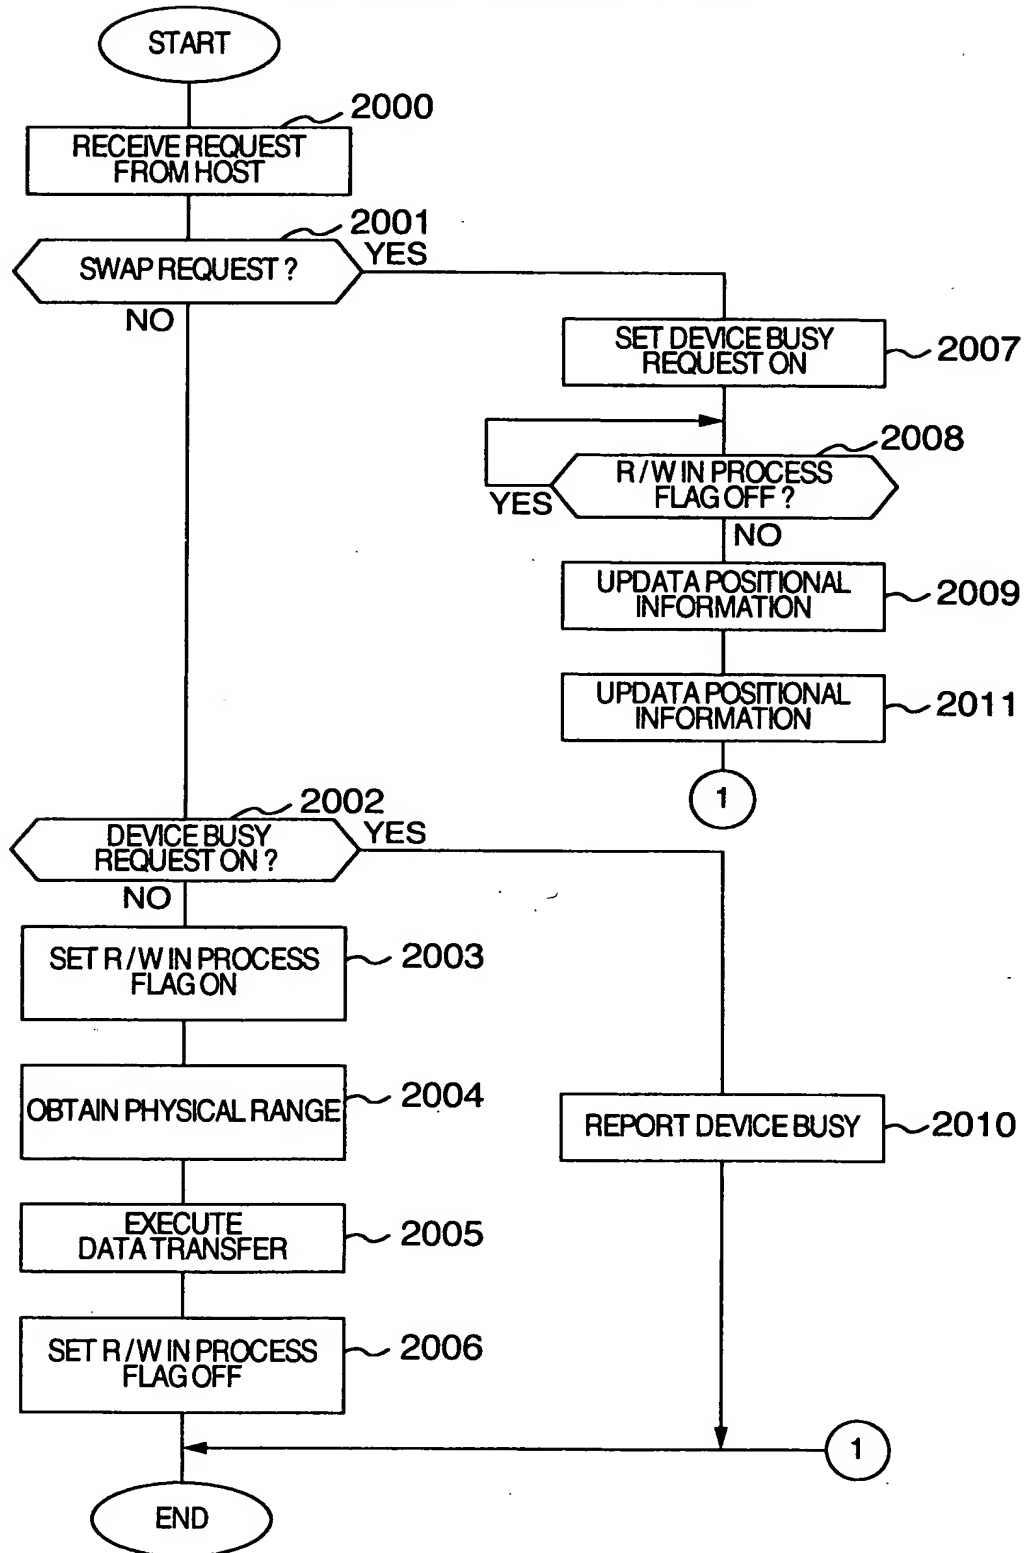 START
2000
RECEIVE REQUEST
FROM HOST
2001
SWAP REQUEST ?
YES
NO
SET DEVICE BUSY
REQUEST ON
2007
2008
R / W IN PROCESS
FLAG OFF ?
YES
NO
UPDATA POSITIONAL
INFORMATION
2009
UPDATA POSITIONAL
INFORMATION
2011
1
2002
DEVICE BUSY
REQUEST ON ?
YES
NO
SET R / W IN PROCESS
FLAG ON
2003
OBTAIN PHYSICAL RANGE
2004
REPORT DEVICE BUSY
2010
EXECUTE
DATA TRANSFER
2005
SET R / W IN PROCESS
FLAG OFF
2006
1
END